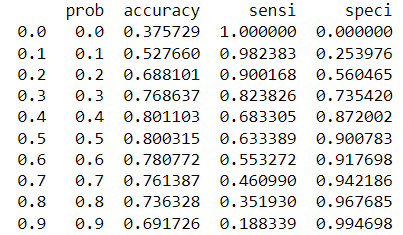 prob accuracy sensi speci
0.0 0.0 0.375729 1.000000 0.000000
0.1 0.1 0.527660 0.982383 0.253976
0.2 0.2 0.688101 0.900168 0.560465
0.3 0.3 0.768637 0.823826 0.735420
0.4 0.4 0.801103 0.683305 0.872002
0.5 0.5 0.800315 0.633389 0.900783
0.6 0.6 0.780772 0.553272 0.917698
0.7 0.7 0.761387 0.460990 0.942186
0.8 0.8 0.736328 0.351930 0.967685
0.9 0.9 0.691726 0.188339 0.994698